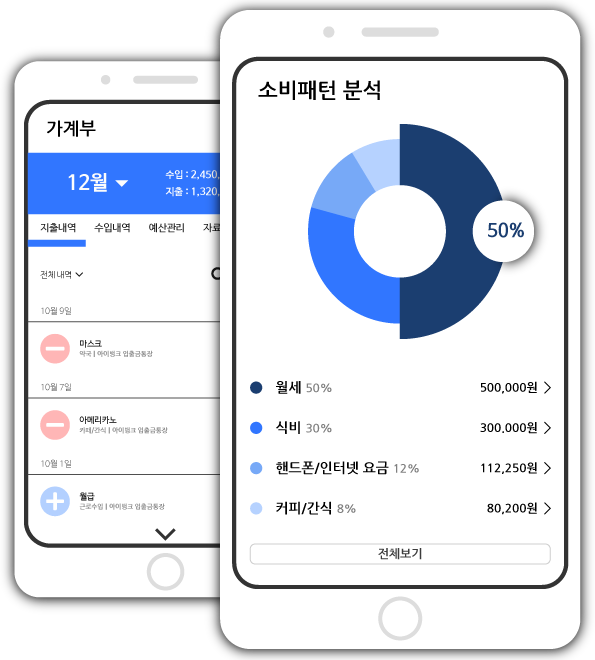 가계부
12월
수입 : 2,450,
지출 : 1,320,
지출내역 수입내역 예산관리 자료
전체 내역
10월 9일
마스크
약국 | 아이윙크 입출금통장
10월 7일
아메리카노
카페/간식 | 아이윙크 입출금통장
10월 1일
월급
근로수입 | 아이윙크 입출금통장
소비패턴 분석
50%
월세 50% 500,000원
식비 30% 300,000원
핸드폰/인터넷 요금 12% 112,250원
커피/간식 8% 80,200원
전체보기